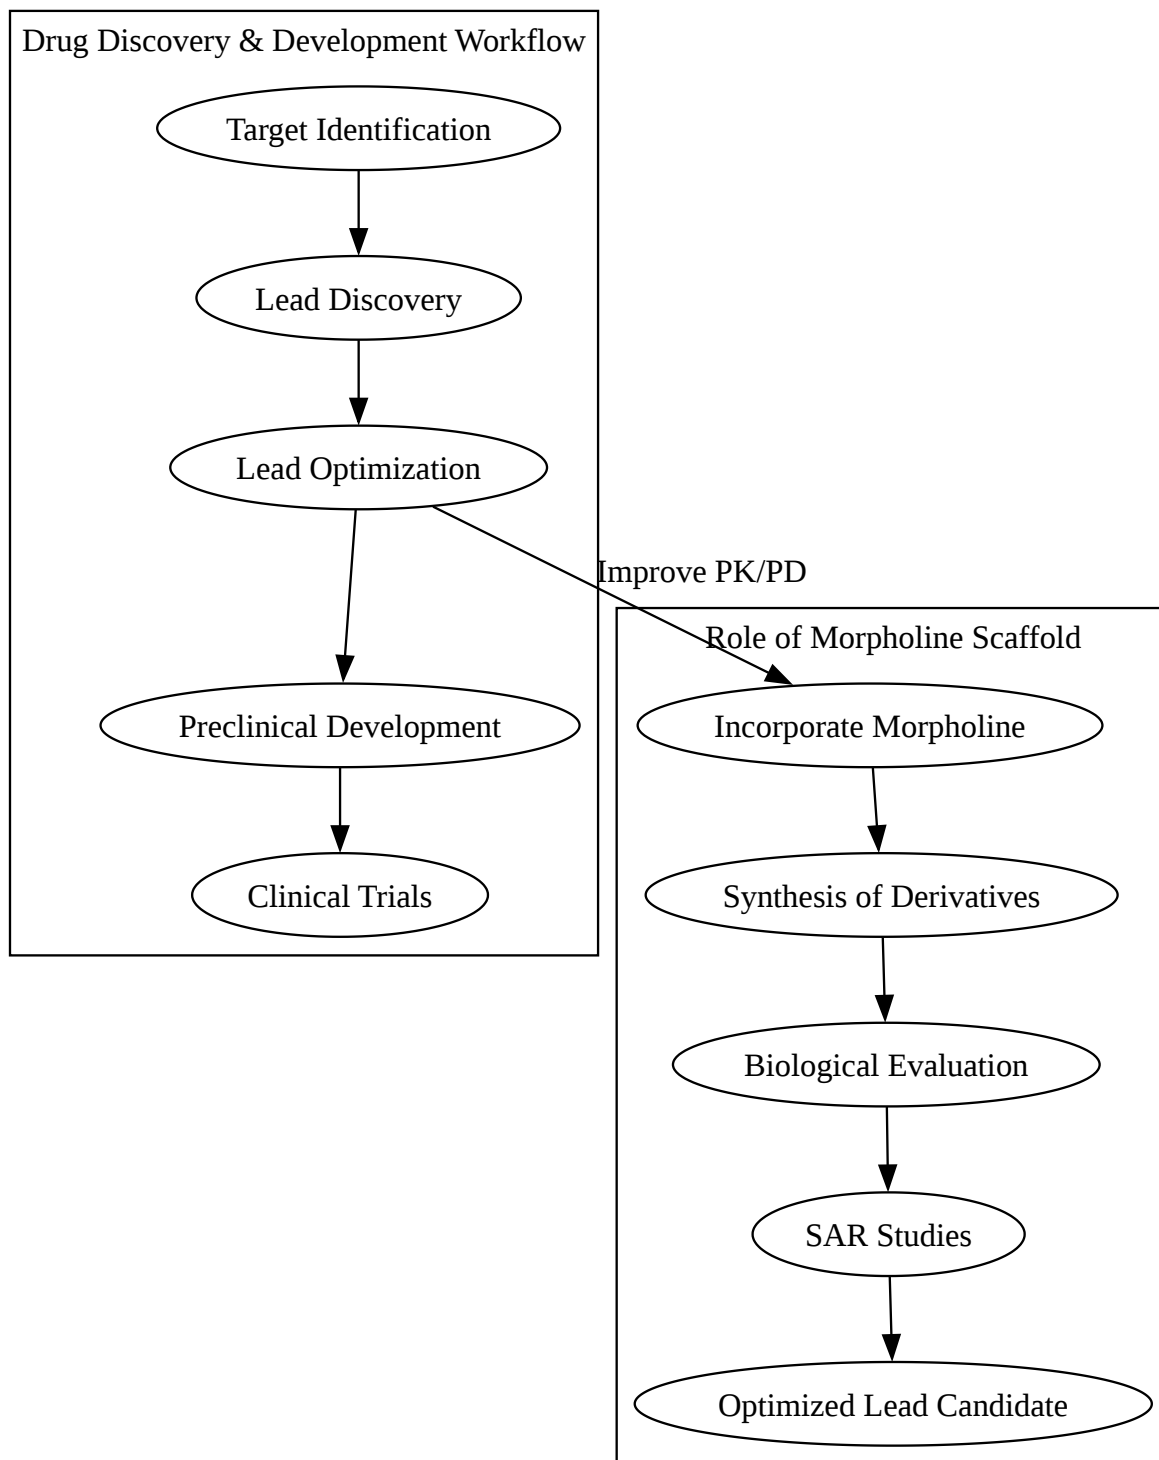 Drug Discovery & Development Workflow
Target Identification
Lead Discovery
Lead Optimization
Improve PK/PD
Preclinical Development
Clinical Trials
Role of Morpholine Scaffold
Incorporate Morpholine
Synthesis of Derivatives
Biological Evaluation
SAR Studies
Optimized Lead Candidate